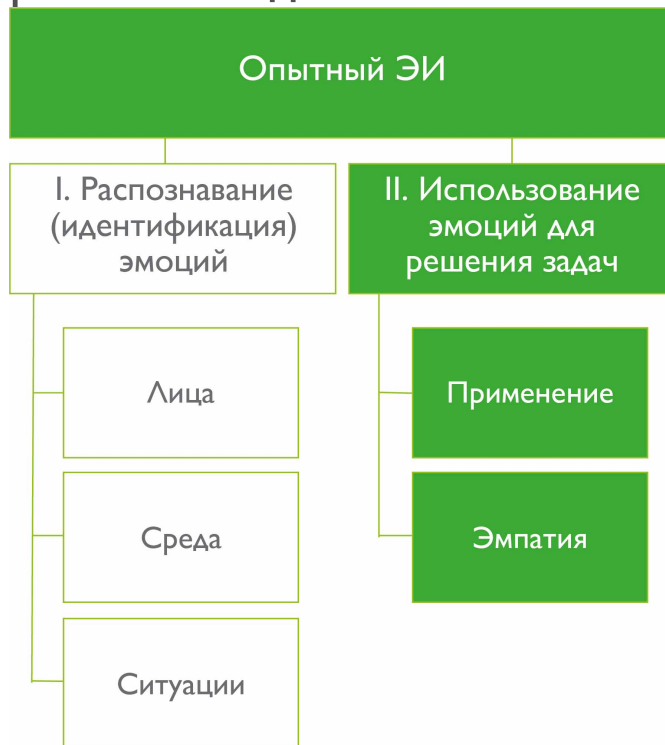 Опытный ЭИ
I. Распознавание
(идентификация)
эмоций
II. Использование
эмоций для
решения задач
Лица
Применение
Среда
Эмпатия
Ситуации